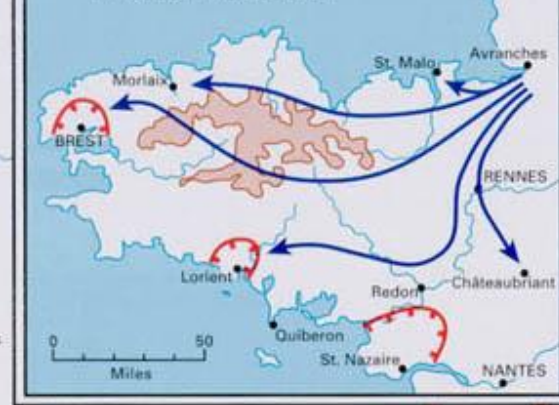 St. Malo
Avranches
Morlaix
BREST
RENNES
Lorient
Redon
Châteaubriant
Quiberon
St. Nazaire
NANTES
0 50
Miles